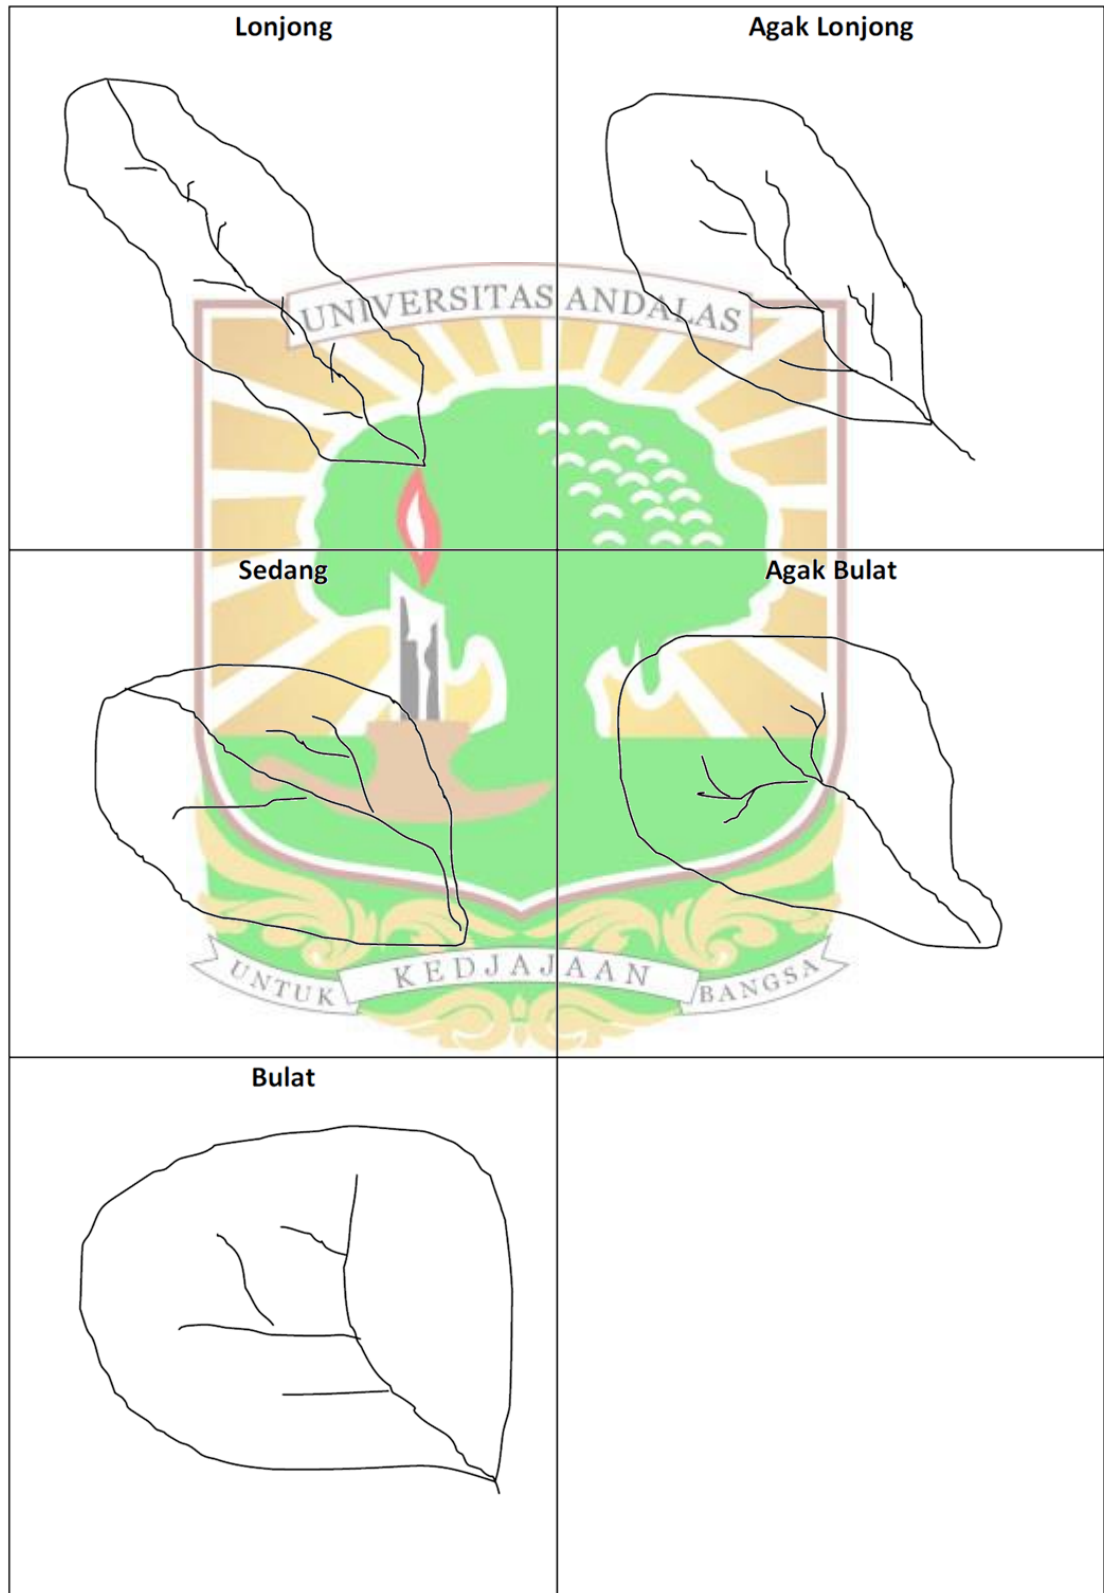 Lonjong
Agak Lonjong
UNIVERSITAS ANDALAS
Sedang
Agak Bulat
UNTUK KEDJAJAAN BANGSA
Bulat